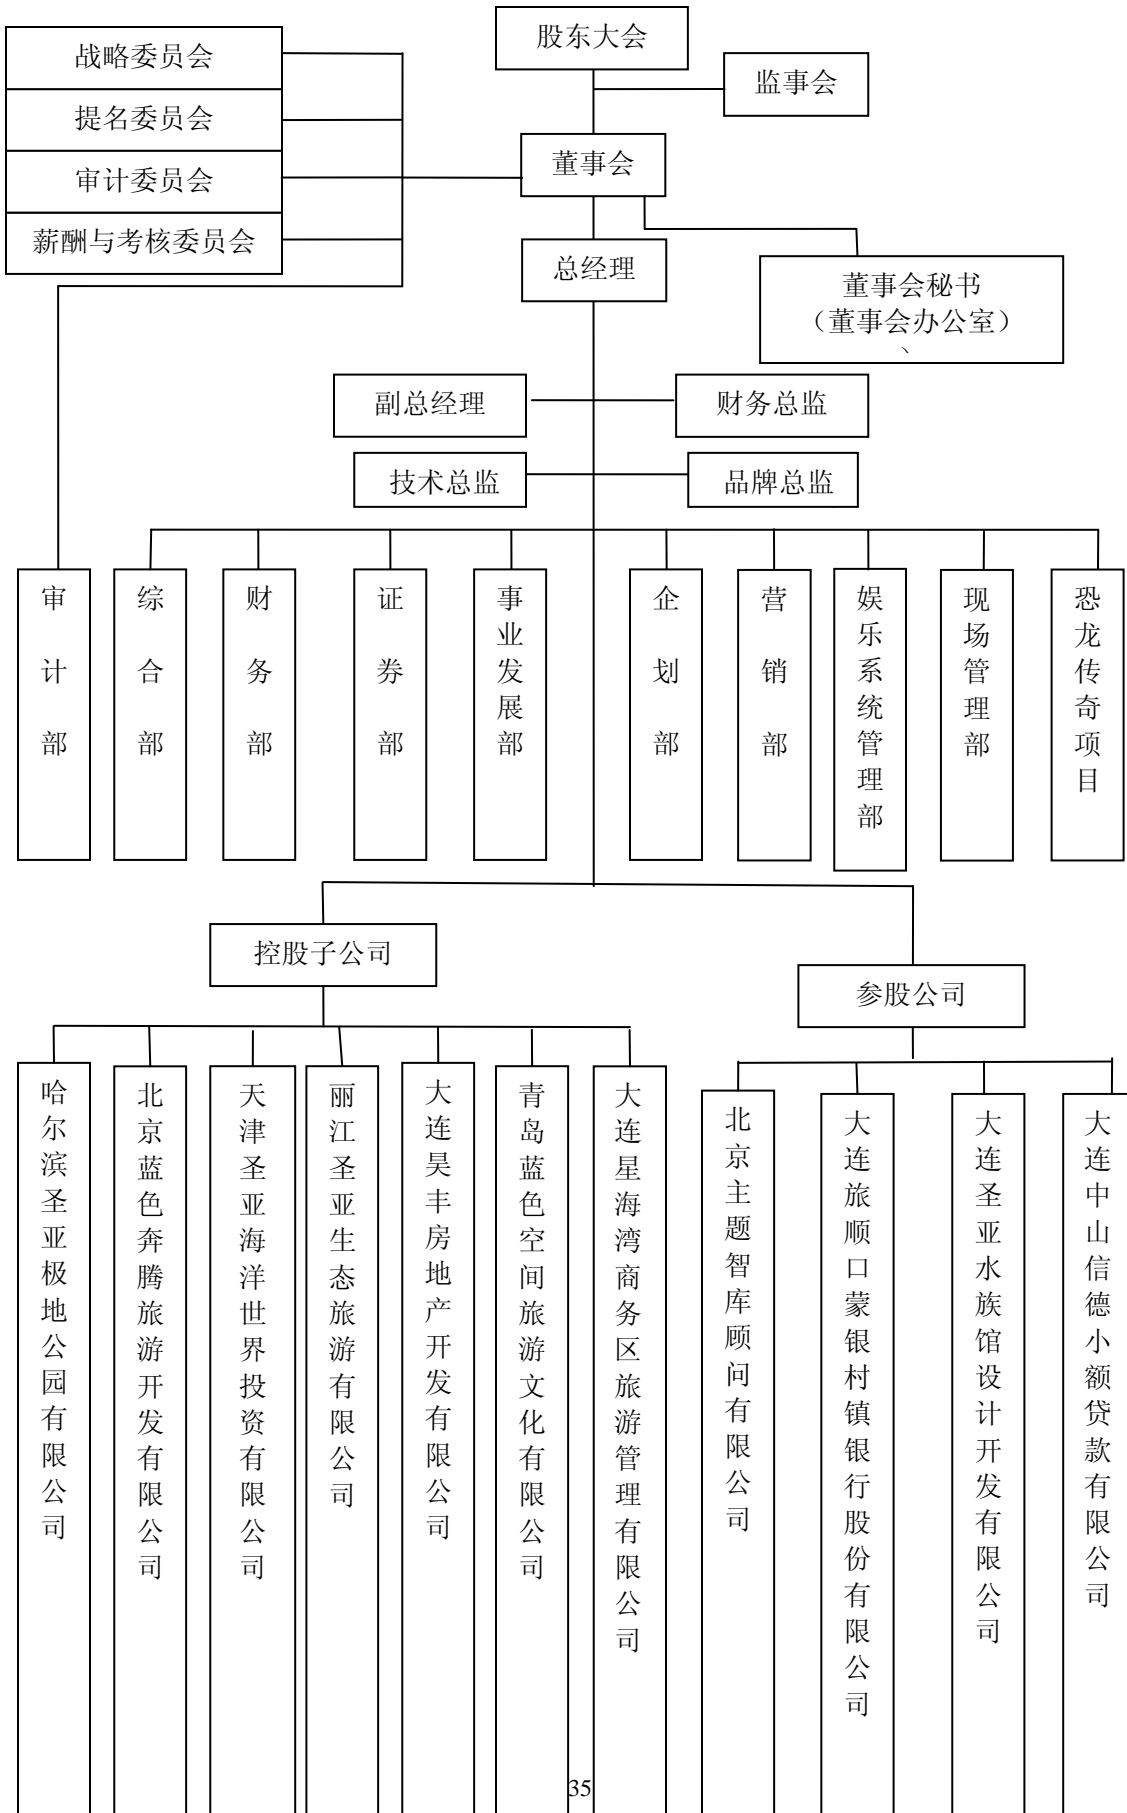 股东大会
战略委员会
监事会
提名委员会
董事会
审计委员会
薪酬与考核委员会
总经理
董事会秘书
（董事会办公室）
、
副总经理
财务总监
技术总监
品牌总监
审计部
综合部
财务部
证券部
事业发展部
企划部
营销部
娱乐系统管理部
现场管理部
恐龙传奇项目
控股子公司
参股公司
哈尔滨圣亚极地公园有限公司
北京蓝色奔腾旅游开发有限公司
天津圣亚海洋世界投资有限公司
丽江圣亚生态旅游有限公司
大连昊丰房地产开发有限公司
青岛蓝色空间旅游文化有限公司
大连星海湾商务区旅游管理有限公司
北京主题智库顾问有限公司
大连旅顺口蒙银村镇银行股份有限公司
大连圣亚水族馆设计开发有限公司
大连中山信德小额贷款有限公司
35